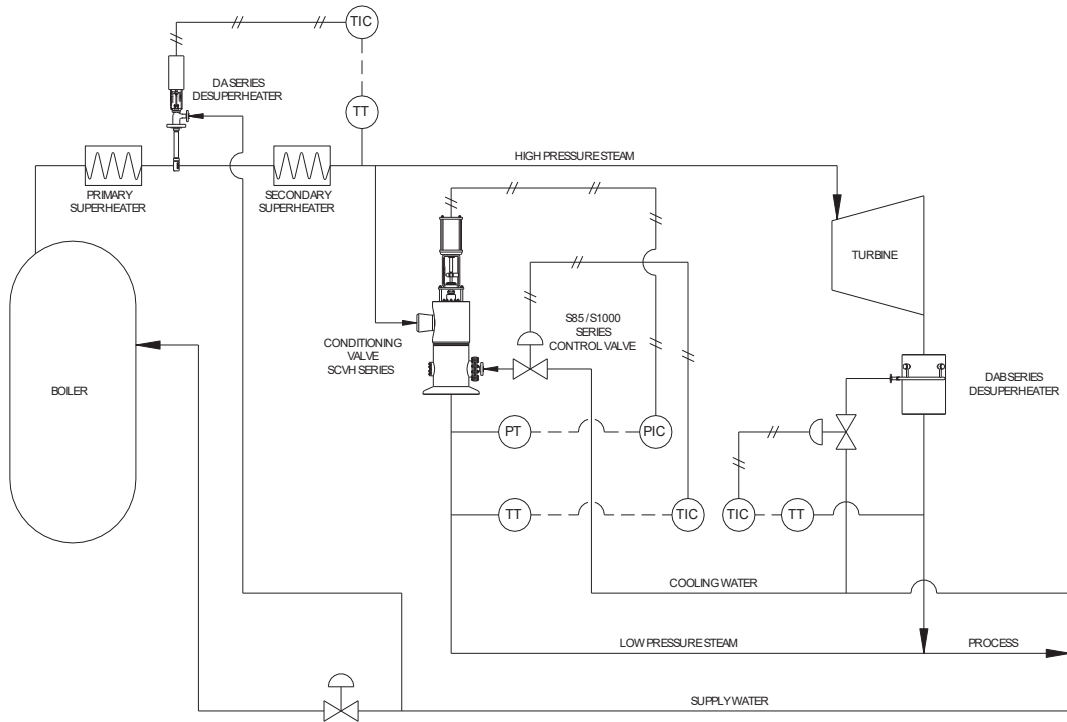 TIC
DA SERIES
DESUPERHEATER
TT
HIGH PRESSURE STEAM
PRIMARY
SUPERHEATER
SECONDARY
SUPERHEATER
TURBINE
S85 / S1000
SERIES
CONTROL VALVE
CONDITIONING
VALVE
SCVH SERIES
DAB SERIES
DESUPERHEATER
BOILER
PT
PIC
TT
TIC
TIC
TT
COOLING WATER
LOW PRESSURE STEAM
PROCESS
SUPPLY WATER